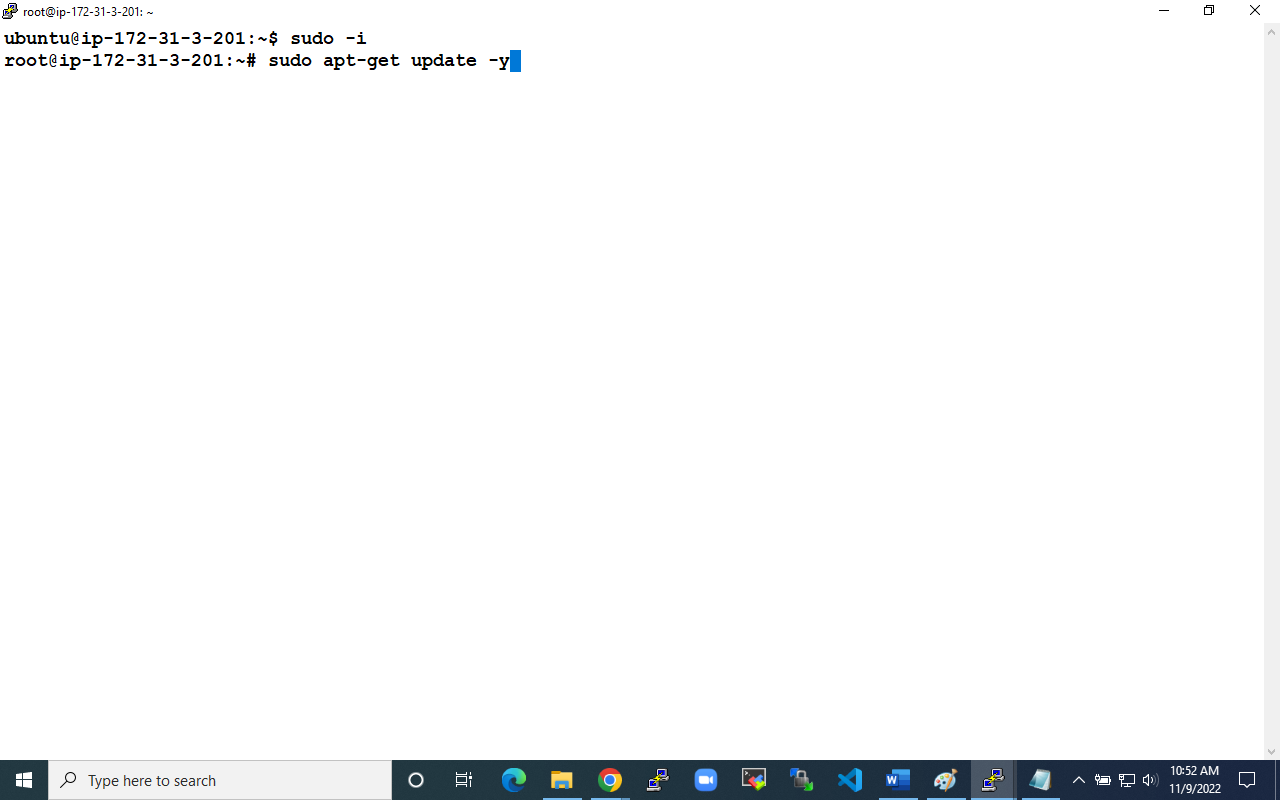 root@ip-172-31-3-201: ~
ubuntu@ip-172-31-3-201:~$ sudo -i
root@ip-172-31-3-201:~# sudo apt-get update -y
Type here to search
10:52 AM
11/9/2022